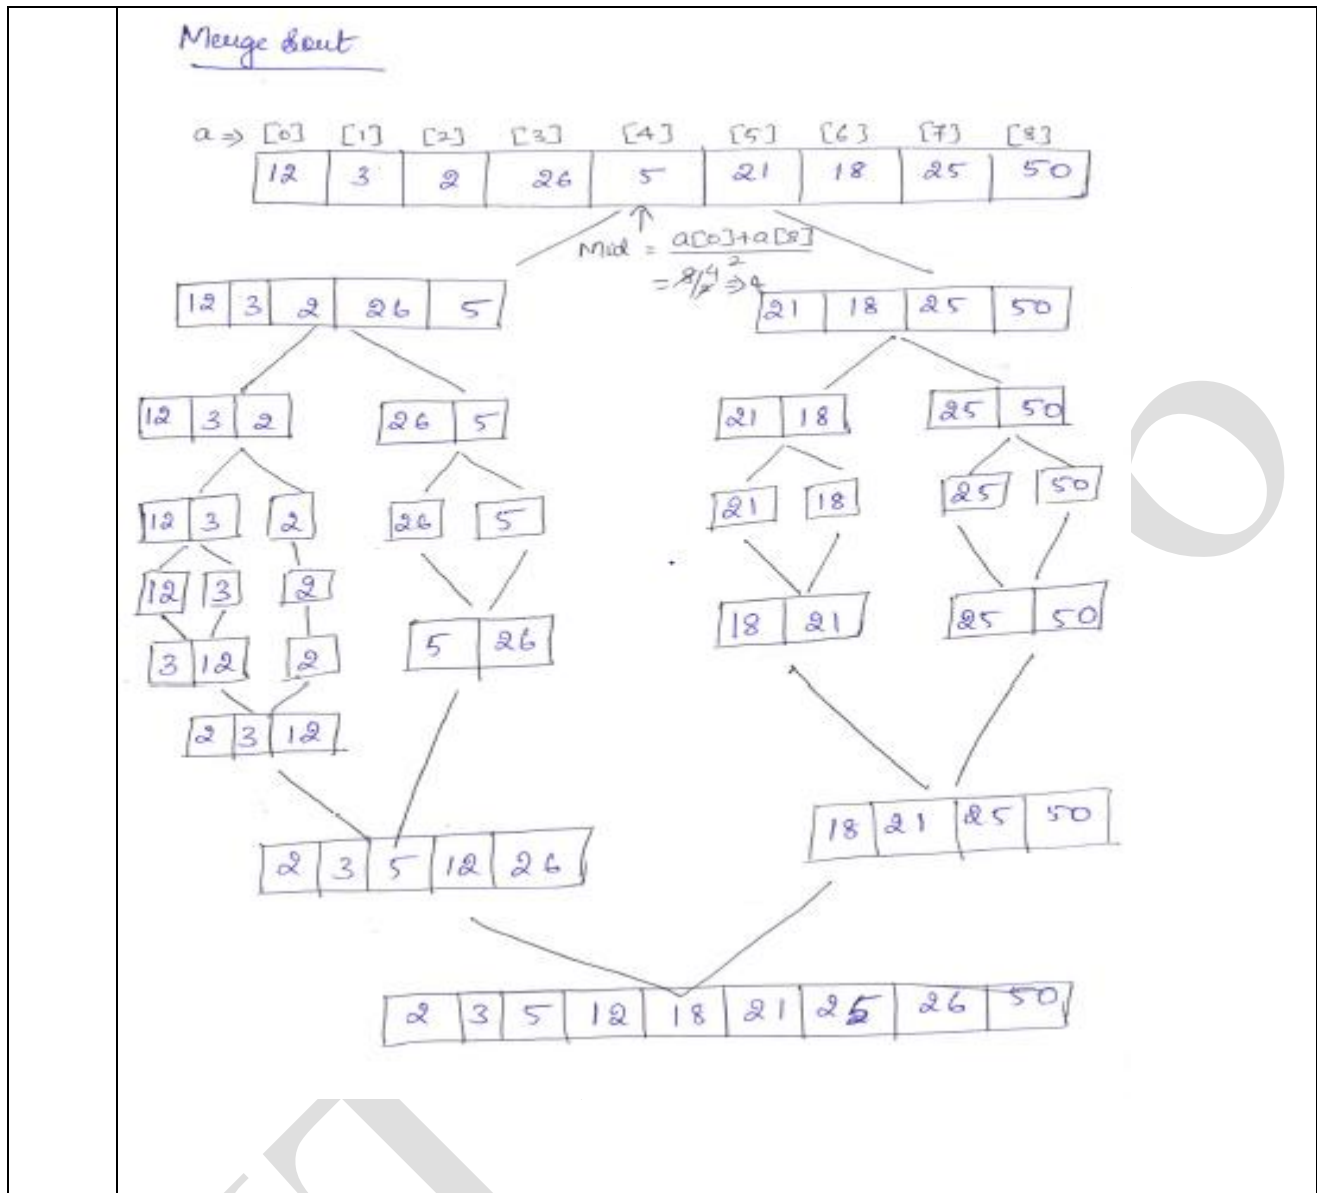 Merge Sort
a ⇒ [0] [1] [2] [3] [4] [5] [6] [7] [8]
12 3 2 26 5 21 18 25 50
Mid = a[0]+a[8]
2
= 8/2 4 ⇒ 4
12 3 2 26 5 21 18 25 50
12 3 2 26 5 21 18 25 50
12 3 2 26 5 21 18 25 50
12 3 2
5 26 18 21 25 50
3 12 2
2 3 12
18 21 25 50
2 3 5 12 26
2 3 5 12 18 21 25 26 50